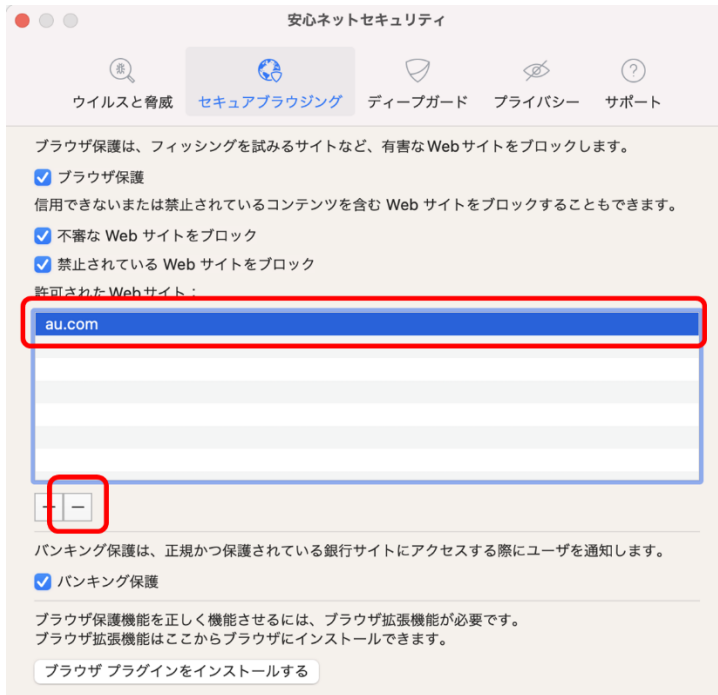 安心ネットセキュリティ
ウイルスと脅威 セキュアブラウジング ディープガード プライバシー サポート
ブラウザ保護は、フィッシングを試みるサイトなど、有害なWebサイトをブロックします。
ブラウザ保護
信用できないまたは禁止されているコンテンツを含む Web サイトをブロックすることもできます。
不審な Web サイトをブロック
禁止されている Web サイトをブロック
許可されたWebサイト：
au.com
+ −
バンキング保護は、正規かつ保護されている銀行サイトにアクセスする際にユーザを通知します。
バンキング保護
ブラウザ保護機能を正しく機能させるには、ブラウザ拡張機能が必要です。
ブラウザ拡張機能はここからブラウザにインストールできます。
ブラウザ プラグインをインストールする